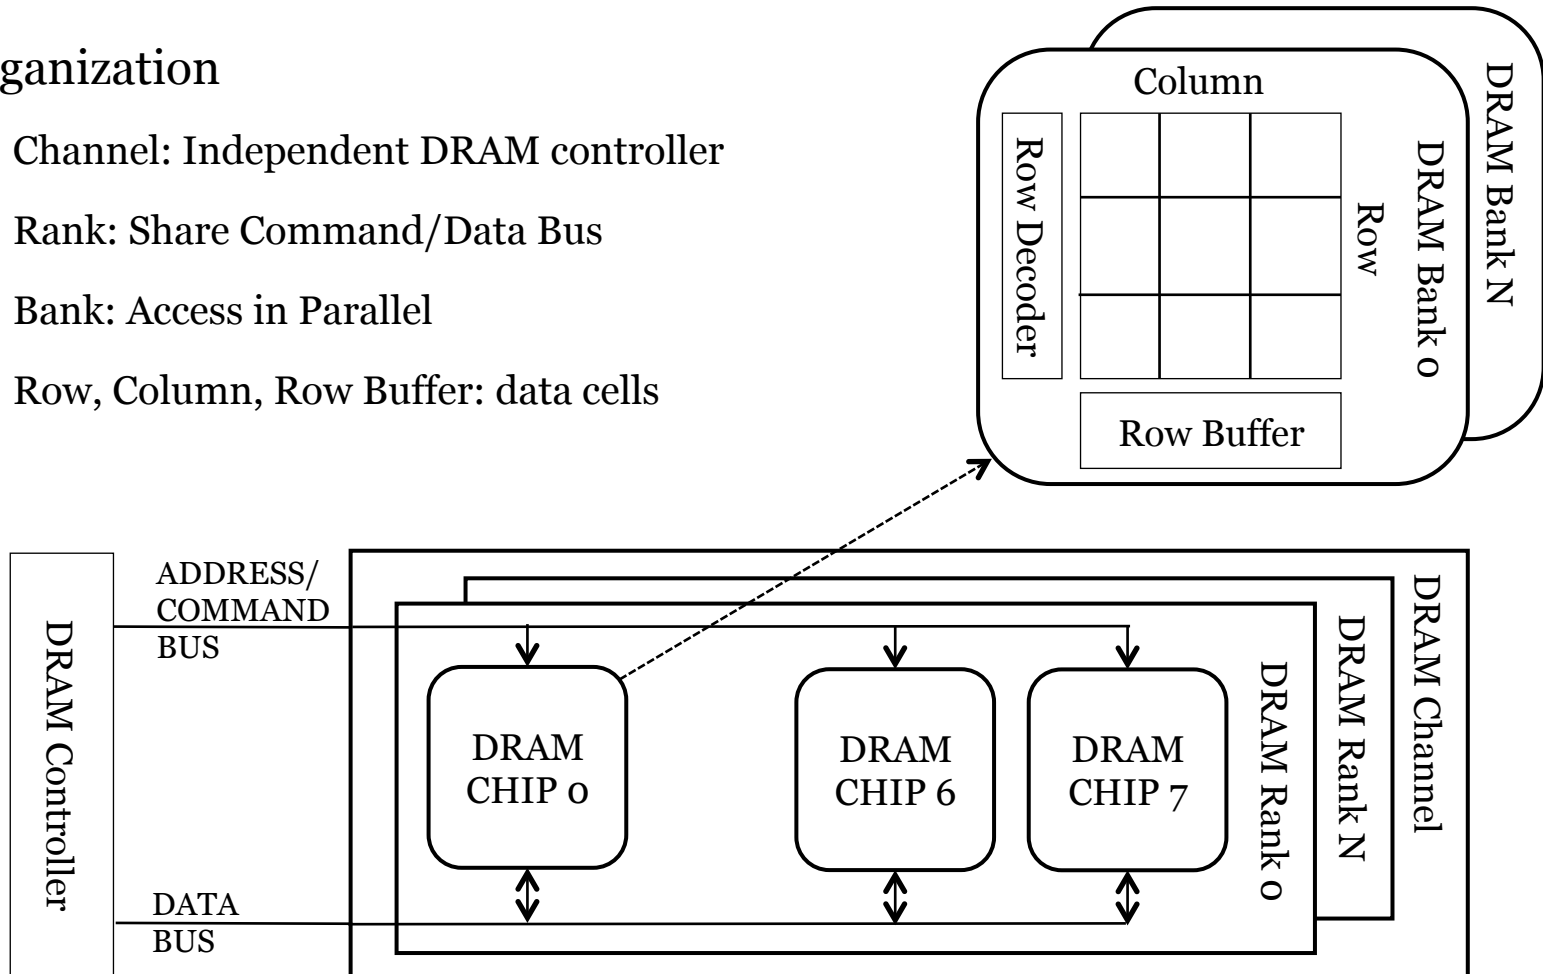 ganization
Channel: Independent DRAM controller
Rank: Share Command/Data Bus
Bank: Access in Parallel
Row, Column, Row Buffer: data cells
Column
Row Decoder
Row
DRAM Bank 0
DRAM Bank N
Row Buffer
DRAM Controller
ADDRESS/
COMMAND
BUS
DATA
BUS
DRAM
CHIP 0
DRAM
CHIP 6
DRAM
CHIP 7
DRAM Rank 0
DRAM Rank N
DRAM Channel